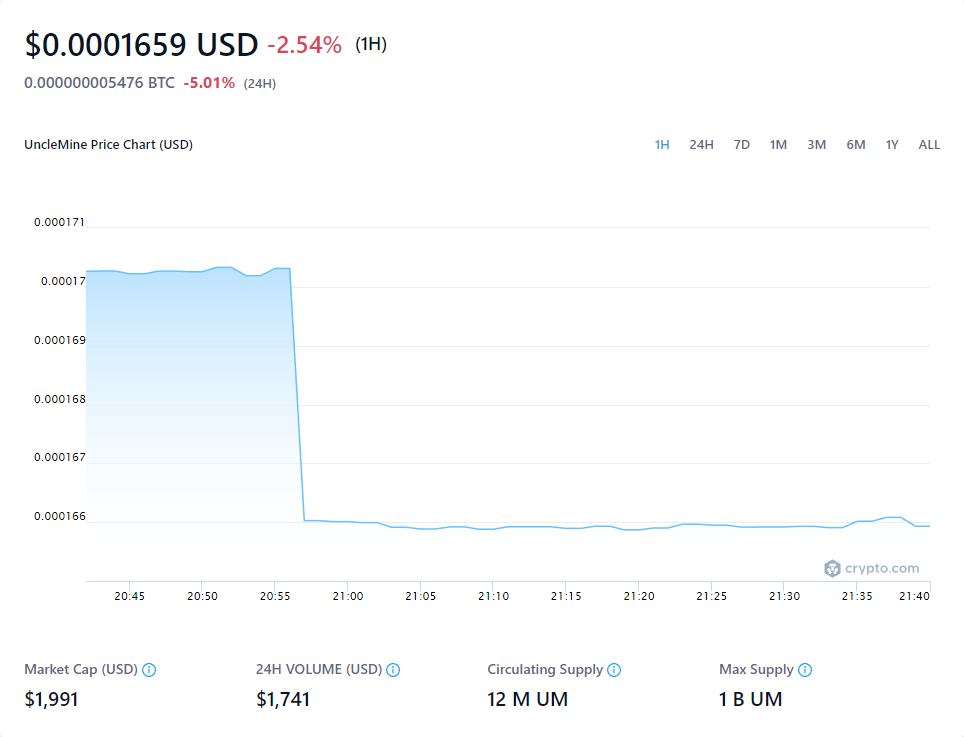 $0.0001659 USD -2.54% (1H)
0.000000005476 BTC -5.01% (24H)
UncleMine Price Chart (USD)
1H 24H 7D 1M 3M 6M 1Y ALL
0.000171
0.00017
0.000169
0.000168
0.000167
0.000166
crypto.com
20:45 20:50 20:55 21:00 21:05 21:10 21:15 21:20 21:25 21:30 21:35 21:40
Market Cap (USD) 24H VOLUME (USD) Circulating Supply Max Supply
$1,991 $1,741 12 M UM 1 B UM